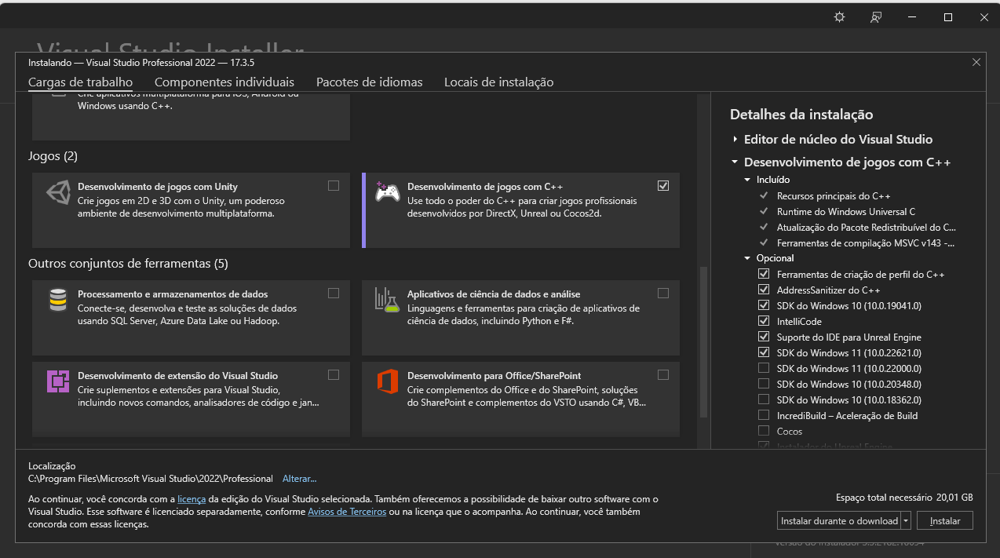 Visual Studio Installer
Instalando — Visual Studio Professional 2022 — 17.3.5
Cargas de trabalho Componentes individuais Pacotes de idiomas Locais de instalação
Crie aplicativos multiplataforma para iOS, Android ou
Windows usando C++.
Jogos (2)
Desenvolvimento de jogos com Unity
Crie jogos em 2D e 3D com o Unity, um poderoso
ambiente de desenvolvimento multiplataforma.
Desenvolvimento de jogos com C++
Use todo o poder do C++ para criar jogos profissionais
desenvolvidos por DirectX, Unreal ou Cocos2d.
Outros conjuntos de ferramentas (5)
Processamento e armazenamentos de dados
Conecte-se, desenvolva e teste as soluções de dados
usando SQL Server, Azure Data Lake ou Hadoop.
Aplicativos de ciência de dados e análise
Linguagens e ferramentas para criação de aplicativos de
ciência de dados, incluindo Python e F#.
Desenvolvimento de extensão do Visual Studio
Crie suplementos e extensões para Visual Studio,
incluindo novos comandos, analisadores de código e jan...
Desenvolvimento para Office/SharePoint
Crie complementos do Office e do SharePoint, soluções
do SharePoint e complementos do VSTO usando C#, VB...
Detalhes da instalação
Editor de núcleo do Visual Studio
Desenvolvimento de jogos com C++
Incluído
Recursos principais do C++
Runtime do Windows Universal C
Atualização do Pacote Redistribuível do C...
Ferramentas de compilação MSVC v143 -...
Opcional
Ferramentas de criação de perfil do C++
AddressSanitizer do C++
SDK do Windows 10 (10.0.19041.0)
IntelliCode
Suporte do IDE para Unreal Engine
SDK do Windows 11 (10.0.22621.0)
SDK do Windows 11 (10.0.22000.0)
SDK do Windows 10 (10.0.20348.0)
SDK do Windows 10 (10.0.18362.0)
IncrediBuild – Aceleração de Build
Cocos
Instalador do Unreal Engine
Localização
C:\Program Files\Microsoft Visual Studio\2022\Professional Alterar...
Ao continuar, você concorda com a licença da edição do Visual Studio selecionada. Também oferecemos a possibilidade de baixar outro software com o
Visual Studio. Esse software é licenciado separadamente, conforme Avisos de Terceiros ou na licença que o acompanha. Ao continuar, você também
concorda com essas licenças.
Espaço total necessário 20,01 GB
Instalar durante o download Instalar
Versão do Instalador